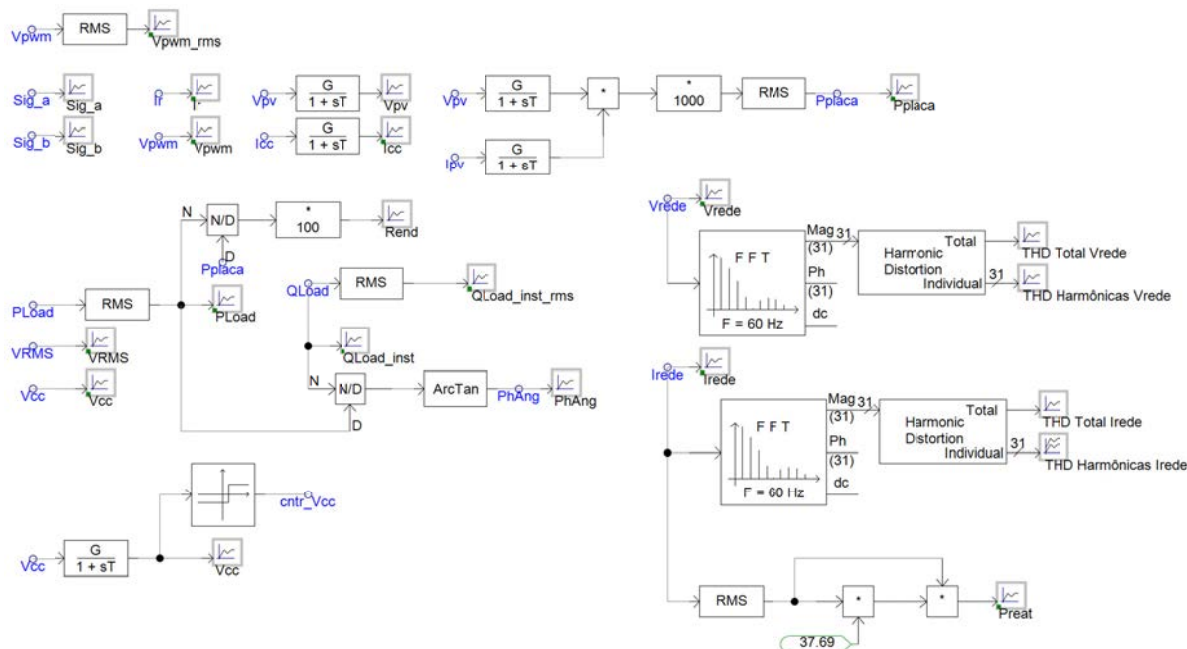 Vpwm
RMS
Vpwm_rms
Sig_a
Sig_a
Ir
Vpv
G
1 + sT
Vpv
Vpv
G
1 + sT
*
*
1000
RMS
Pplaca
Pplaca
Sig_b
Sig_b
Vpwm
Vpwm
Icc
G
1 + sT
Icc
Ipv
G
1 + sT
N
N/D
D
Pplaca
*
100
Rend
PLoad
RMS
PLoad
QLoad
RMS
QLoad_inst_rms
VRMS
VRMS
QLoad_inst
Vcc
Vcc
N
N/D
D
ArcTan
PhAng
PhAng
cntr_Vcc
Vcc
G
1 + sT
Vcc
Vrede
Vrede
F F T
F = 60 Hz
Mag
(31)
Ph
(31)
dc
31
Harmonic
Distortion
Total
Individual
31
THD Total Vrede
THD Harmônicas Vrede
Irede
Irede
F F T
F = 60 Hz
Mag
(31)
Ph
(31)
dc
31
Harmonic
Distortion
Total
Individual
31
THD Total Irede
THD Harmônicas Irede
RMS
*
*
Preat
37.69